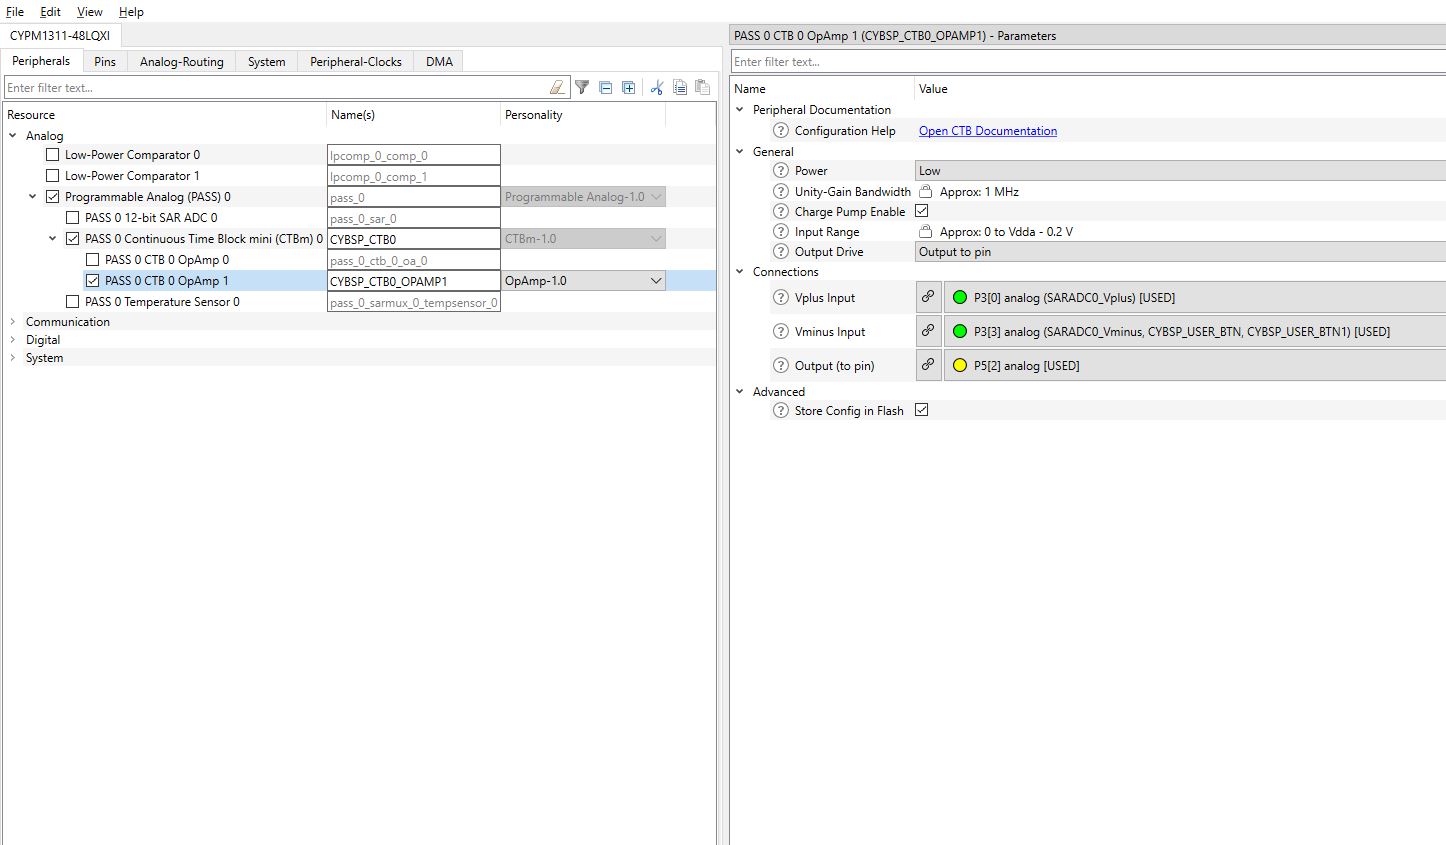 File Edit View Help
CYPM1311-48LQXI
Peripherals Pins Analog-Routing System Peripheral-Clocks DMA
Enter filter text...
Resource Name(s) Personality
Analog
Low-Power Comparator 0 lpcomp_0_comp_0
Low-Power Comparator 1 lpcomp_0_comp_1
Programmable Analog (PASS) 0 pass_0 Programmable Analog-1.0
PASS 0 12-bit SAR ADC 0 pass_0_sar_0
PASS 0 Continuous Time Block mini (CTBm) 0 CYBSP_CTB0 CTBm-1.0
PASS 0 CTB 0 OpAmp 0 pass_0_ctb_0_oa_0
PASS 0 CTB 0 OpAmp 1 CYBSP_CTB0_OPAMP1 OpAmp-1.0
PASS 0 Temperature Sensor 0 pass_0_sarmux_0_tempsensor_0
Communication
Digital
System
PASS 0 CTB 0 OpAmp 1 (CYBSP_CTB0_OPAMP1) - Parameters
Enter filter text...
Name Value
Peripheral Documentation
? Configuration Help Open CTB Documentation
General
? Power Low
? Unity-Gain Bandwidth Approx: 1 MHz
? Charge Pump Enable
? Input Range Approx: 0 to Vdda - 0.2 V
? Output Drive Output to pin
Connections
? Vplus Input P3[0] analog (SARADC0_Vplus) [USED]
? Vminus Input P3[3] analog (SARADC0_Vminus, CYBSP_USER_BTN, CYBSP_USER_BTN1) [USED]
? Output (to pin) P5[2] analog [USED]
Advanced
? Store Config in Flash